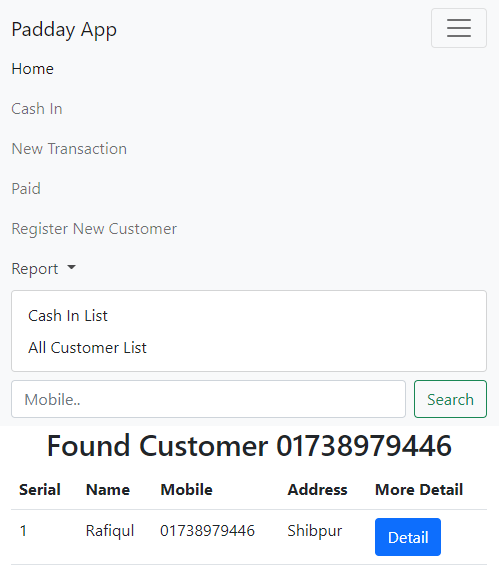 Padday App
Home
Cash In
New Transaction
Paid
Register New Customer
Report
Cash In List
All Customer List
Mobile.. Search
Found Customer 01738979446
Serial Name Mobile Address More Detail
1 Rafiqul 01738979446 Shibpur Detail